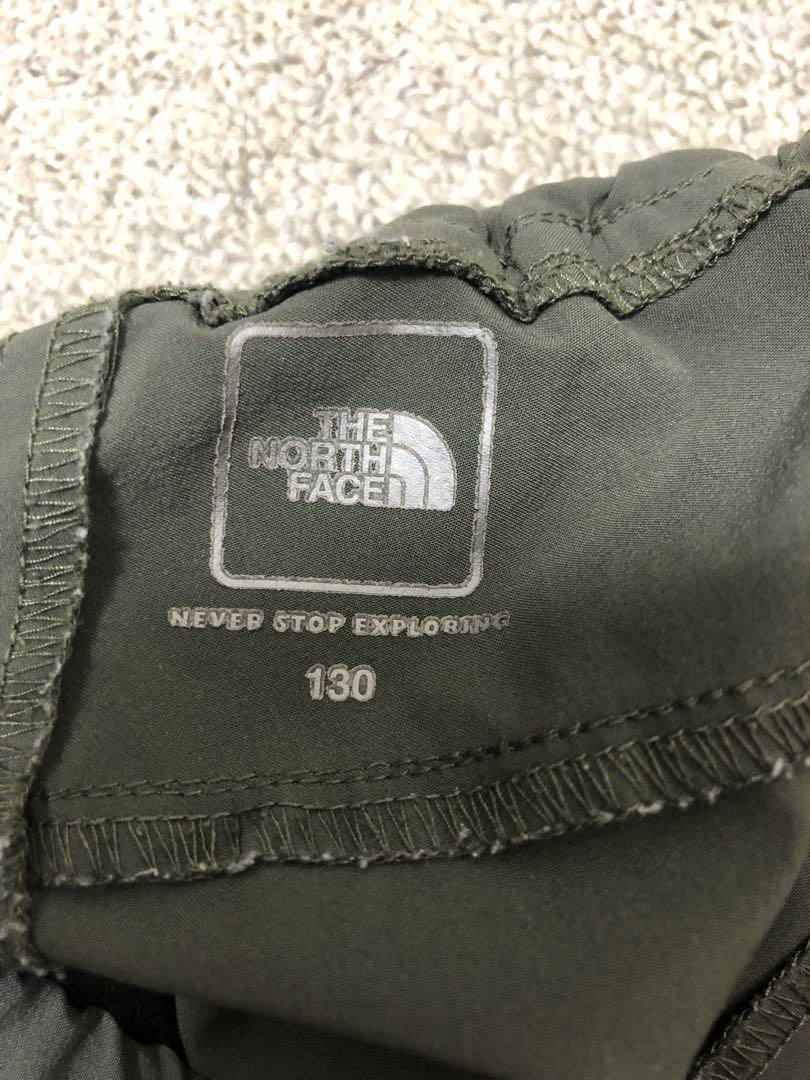 THE
NORTH
FACE
NEVER STOP EXPLORING
130